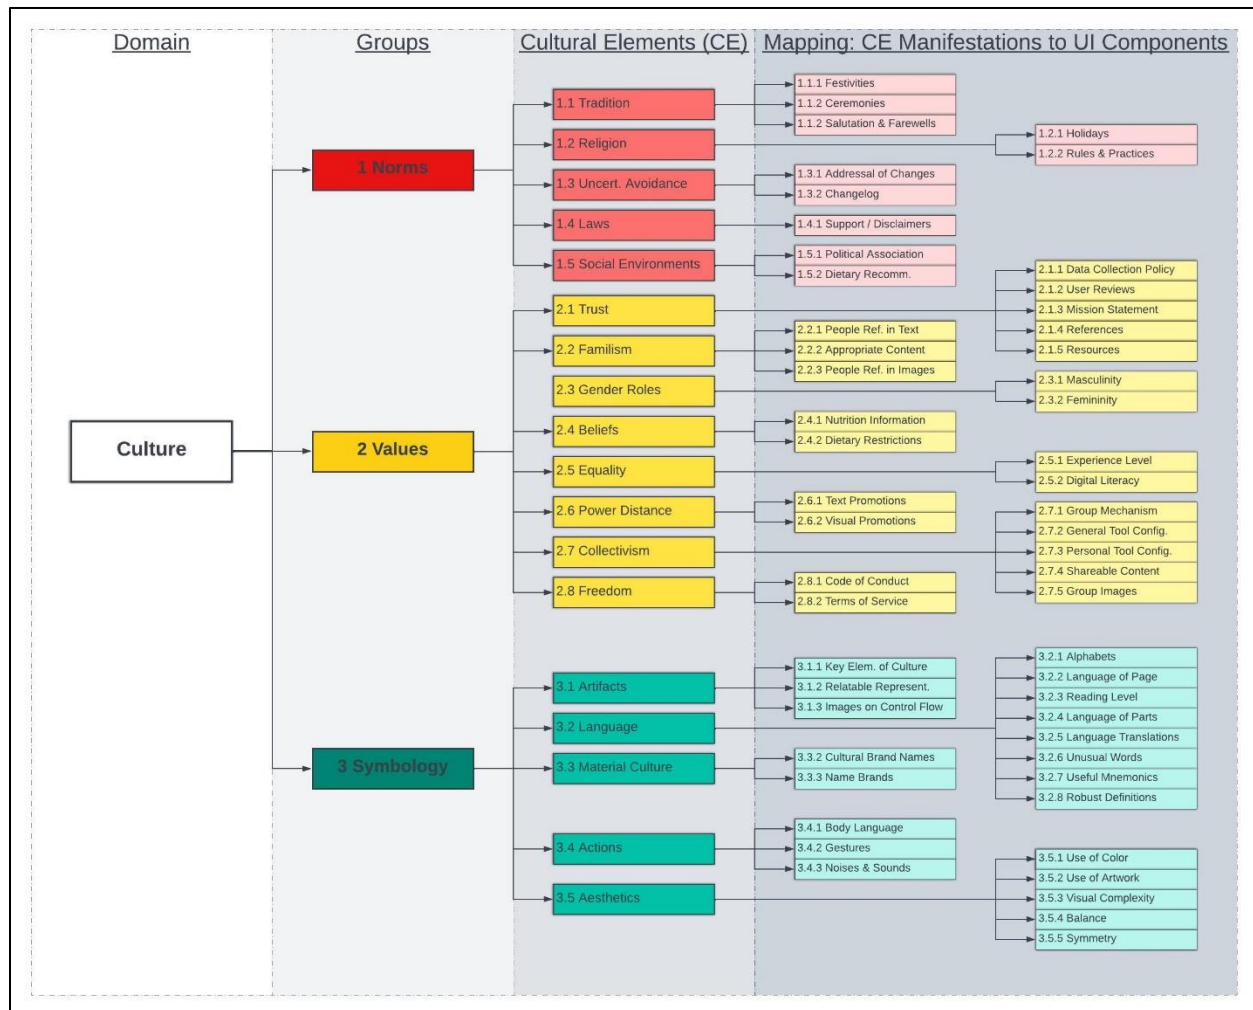 Domain
Groups
Cultural Elements (CE)
Mapping: CE Manifestations to UI Components
Culture
1 Norms
1.1 Tradition
1.1.1 Festivities
1.1.2 Ceremonies
1.1.2 Salutation & Farewells
1.2 Religion
1.2.1 Holidays
1.2.2 Rules & Practices
1.3 Uncert. Avoidance
1.3.1 Addressal of Changes
1.3.2 Changelog
1.4 Laws
1.4.1 Support / Disclaimers
1.5 Social Environments
1.5.1 Political Association
1.5.2 Dietary Recomm.
2 Values
2.1 Trust
2.1.1 Data Collection Policy
2.1.2 User Reviews
2.1.3 Mission Statement
2.1.4 References
2.1.5 Resources
2.2 Familism
2.2.1 People Ref. in Text
2.2.2 Appropriate Content
2.2.3 People Ref. in Images
2.3 Gender Roles
2.3.1 Masculinity
2.3.2 Femininity
2.4 Beliefs
2.4.1 Nutrition Information
2.4.2 Dietary Restrictions
2.5 Equality
2.5.1 Experience Level
2.5.2 Digital Literacy
2.6 Power Distance
2.6.1 Text Promotions
2.6.2 Visual Promotions
2.7 Collectivism
2.7.1 Group Mechanism
2.7.2 General Tool Config.
2.7.3 Personal Tool Config.
2.7.4 Shareable Content
2.7.5 Group Images
2.8 Freedom
2.8.1 Code of Conduct
2.8.2 Terms of Service
3 Symbology
3.1 Artifacts
3.1.1 Key Elem. of Culture
3.1.2 Relatable Represent.
3.1.3 Images on Control Flow
3.2 Language
3.2.1 Alphabets
3.2.2 Language of Page
3.2.3 Reading Level
3.2.4 Language of Parts
3.2.5 Language Translations
3.2.6 Unusual Words
3.2.7 Useful Mnemonics
3.2.8 Robust Definitions
3.3 Material Culture
3.3.2 Cultural Brand Names
3.3.3 Name Brands
3.4 Actions
3.4.1 Body Language
3.4.2 Gestures
3.4.3 Noises & Sounds
3.5 Aesthetics
3.5.1 Use of Color
3.5.2 Use of Artwork
3.5.3 Visual Complexity
3.5.4 Balance
3.5.5 Symmetry